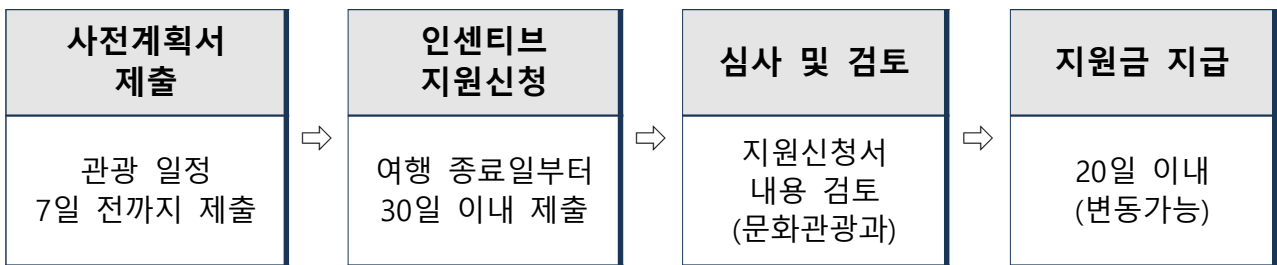 사전계획서
제출
관광 일정
7일 전까지 제출
⇨
인센티브
지원신청
여행 종료일부터
30일 이내 제출
⇨
심사 및 검토
지원신청서
내용 검토
(문화관광과)
⇨
지원금 지급
20일 이내
(변동가능)